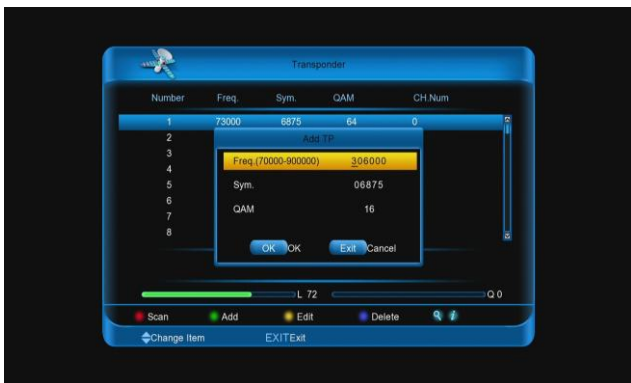 Transponder
Number Freq. Sym. QAM CH.Num
1 73000 6875 64 0
2
Add TP
3
Freq.(70000-900000) 306000
4
5
Sym. 06875
6
QAM 16
7
8
OK OK Exit Cancel
L 72 Q 0
Scan Add Edit Delete
Change Item EXITExit